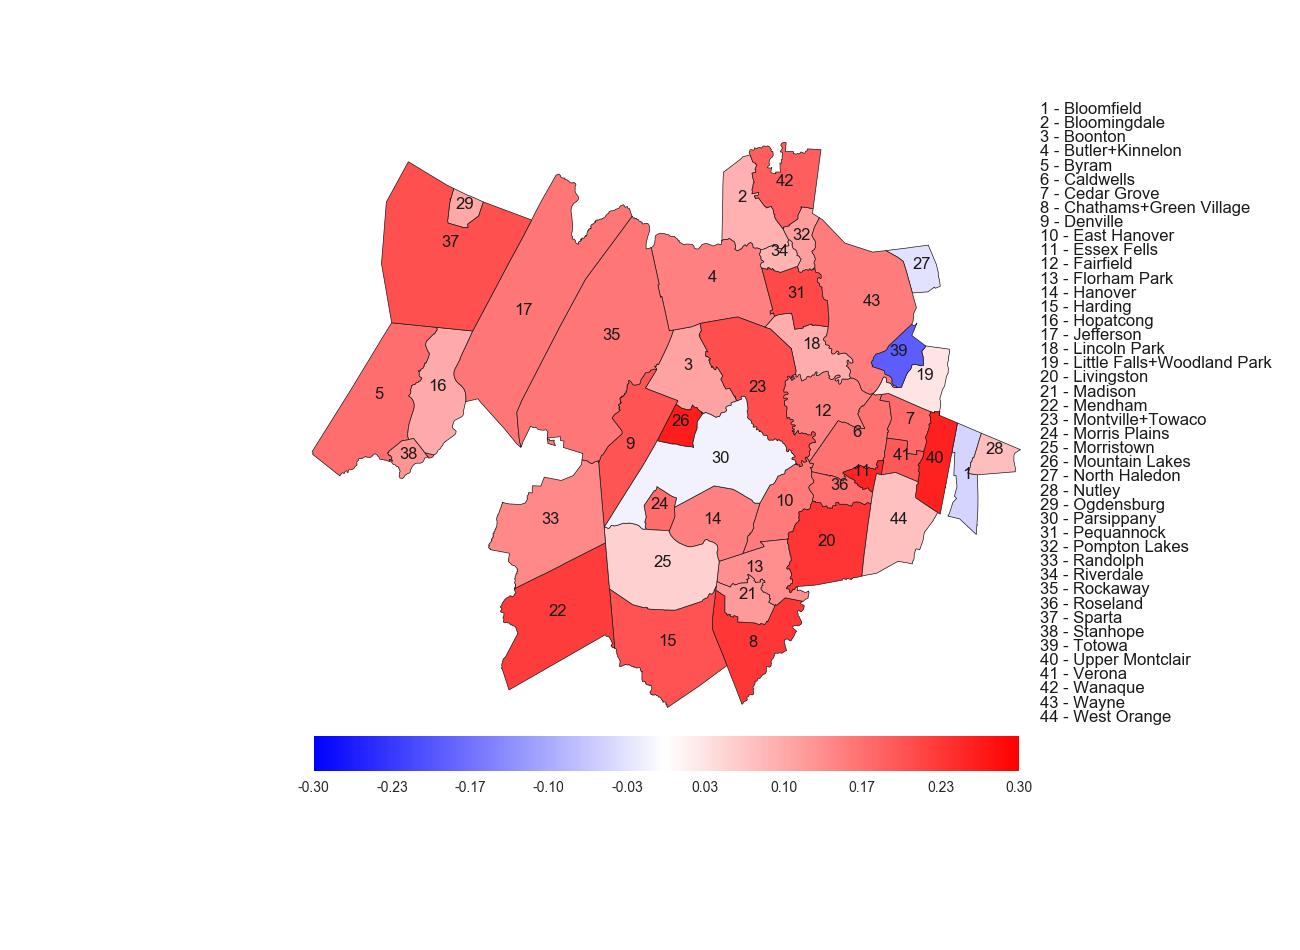 1 - Bloomfield
2 - Bloomingdale
3 - Boonton
4 - Butler+Kinnelon
5 - Byram
6 - Caldwells
7 - Cedar Grove
8 - Chathams+Green Village
9 - Denville
10 - East Hanover
11 - Essex Fells
12 - Fairfield
13 - Florham Park
14 - Hanover
15 - Harding
16 - Hopatcong
17 - Jefferson
18 - Lincoln Park
19 - Little Falls+Woodland Park
20 - Livingston
21 - Madison
22 - Mendham
23 - Montville+Towaco
24 - Morris Plains
25 - Morristown
26 - Mountain Lakes
27 - North Haledon
28 - Nutley
29 - Ogdensburg
30 - Parsippany
31 - Pequannock
32 - Pompton Lakes
33 - Randolph
34 - Riverdale
35 - Rockaway
36 - Roseland
37 - Sparta
38 - Stanhope
39 - Totowa
40 - Upper Montclair
41 - Verona
42 - Wanaque
43 - Wayne
44 - West Orange
42
2
29
32
37
34
27
4
31
43
17
35
18
39
3
19
23
5
16
12
7
6
9
26
28
38
41
30
40
11
1
36
10
24
33
14
44
20
25
13
21
22
15
8
-0.30 -0.23 -0.17 -0.10 -0.03 0.03 0.10 0.17 0.23 0.30